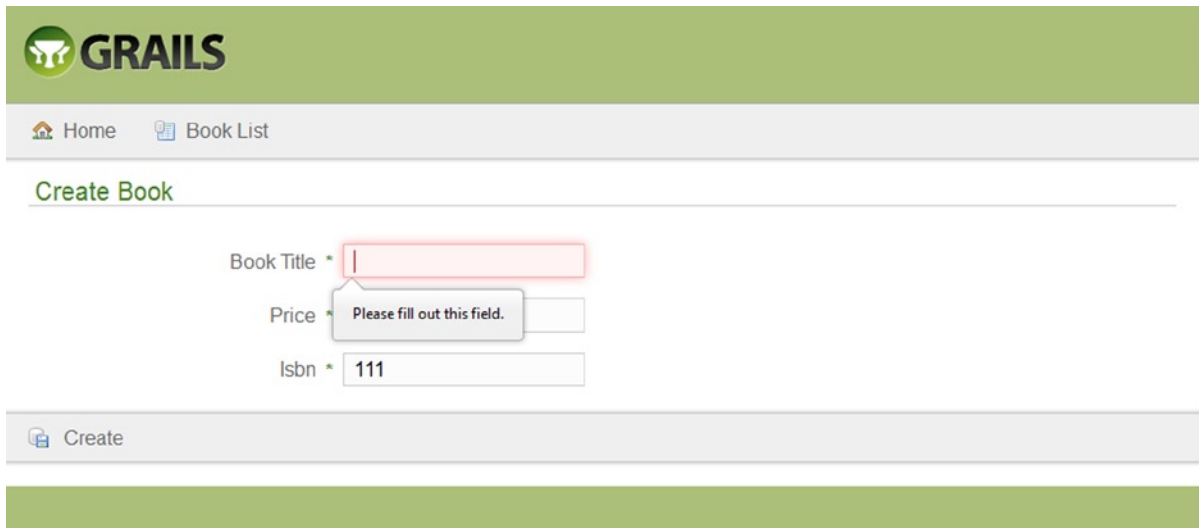 GRAILS
Home Book List
Create Book
Book Title *
Please fill out this field.
Price *
Isbn * 111
Create